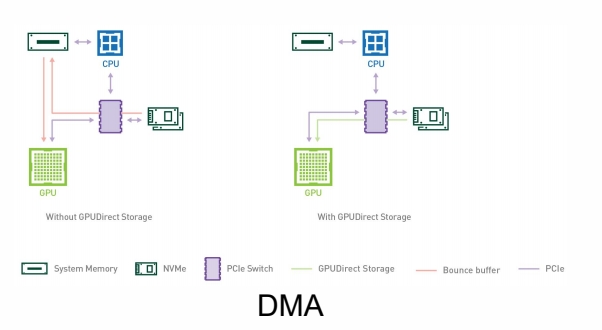 CPU
CPU
GPU
GPU
Without GPUDirect Storage
With GPUDirect Storage
System Memory NVMe PCIe Switch GPUDirect Storage Bounce buffer PCIe
DMA